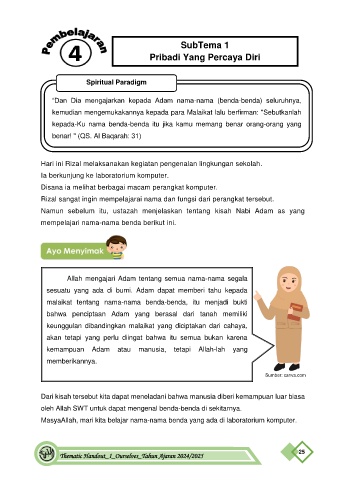 Pembelajaran
4
SubTema 1
Pribadi Yang Percaya Diri
Spiritual Paradigm
"Dan Dia mengajarkan kepada Adam nama-nama (benda-benda) seluruhnya,
kemudian mengemukakannya kepada para Malaikat lalu berfirman: "Sebutkanlah
kepada-Ku nama benda-benda itu jika kamu memang benar orang-orang yang
benar! " (QS. Al Baqarah: 31)
Hari ini Rizal melaksanakan kegiatan pengenalan lingkungan sekolah.
Ia berkunjung ke laboratorium komputer.
Disana ia melihat berbagai macam perangkat komputer.
Rizal sangat ingin mempelajarai nama dan fungsi dari perangkat tersebut.
Namun sebelum itu, ustazah menjelaskan tentang kisah Nabi Adam as yang
mempelajari nama-nama benda berikut ini.
Ayo Menyimak
Allah mengajari Adam tentang semua nama-nama segala
sesuatu yang ada di bumi. Adam dapat memberi tahu kepada
malaikat tentang nama-nama benda-benda, itu menjadi bukti
bahwa penciptaan Adam yang berasal dari tanah memiliki
keunggulan dibandingkan malaikat yang diciptakan dari cahaya,
akan tetapi yang perlu diingat bahwa itu semua bukan karena
kemampuan Adam atau manusia, tetapi Allah-lah yang
memberikannya.
Sumber: canva.com
Dari kisah tersebut kita dapat meneladani bahwa manusia diberi kemampuan luar biasa
oleh Allah SWT untuk dapat mengenal benda-benda di sekitarnya.
MasyaAllah, mari kita belajar nama-nama benda yang ada di laboratorium komputer.
Thematic Handout_1_Ourselves_Tahun Ajaran 2024/2025
25